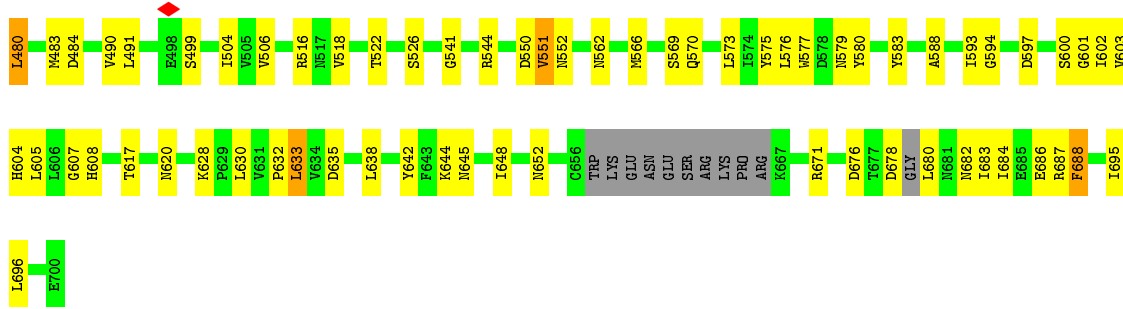 L480 M483 D484 V490 L491 E498 S499 I504 V505 V506 R516 N517 V518 T522 S526 G541 R544 D550 V551 N552 N562 M566 S569 Q570 L573 I574 Y575 L576 W577 D578 N579 Y580 Y583 A588 I593 G594 D597 S600 G601 I602 V603
H604 L605 L606 G607 H608 T617 N620 K628 P629 L630 V631 P632 L633 V634 D635 L638 Y642 F643 K644 N645 I648 N652 C656 TRP LYS GLU ASN GLU SER ARG LYS PRO ARG K667 R671 D676 T677 D678 GLY L680 N681 N682 I683 I684 E685 E686 R687 F688 I695
L696 E700